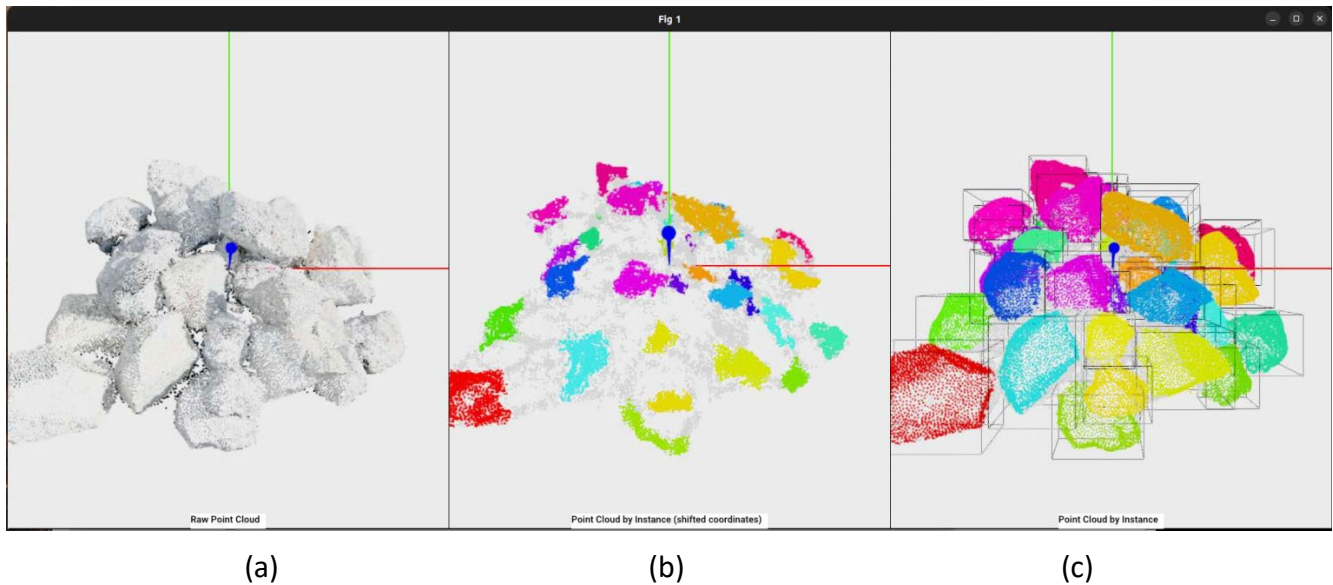 Fig 1
Raw Point Cloud
Point Cloud by Instance (shifted coordinates)
Point Cloud by Instance
(a)
(b)
(c)